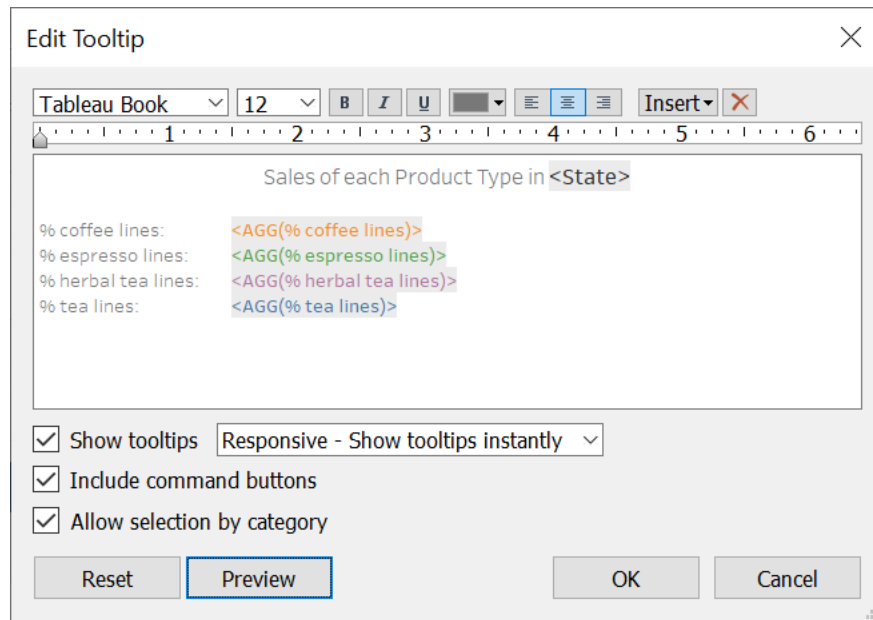 Edit Tooltip
Tableau Book 12 B I U Insert
1 2 3 4 5 6
Sales of each Product Type in <State>
% coffee lines: <AGG(% coffee lines)>
% espresso lines: <AGG(% espresso lines)>
% herbal tea lines: <AGG(% herbal tea lines)>
% tea lines: <AGG(% tea lines)>
Show tooltips Responsive - Show tooltips instantly
Include command buttons
Allow selection by category
Reset Preview OK Cancel